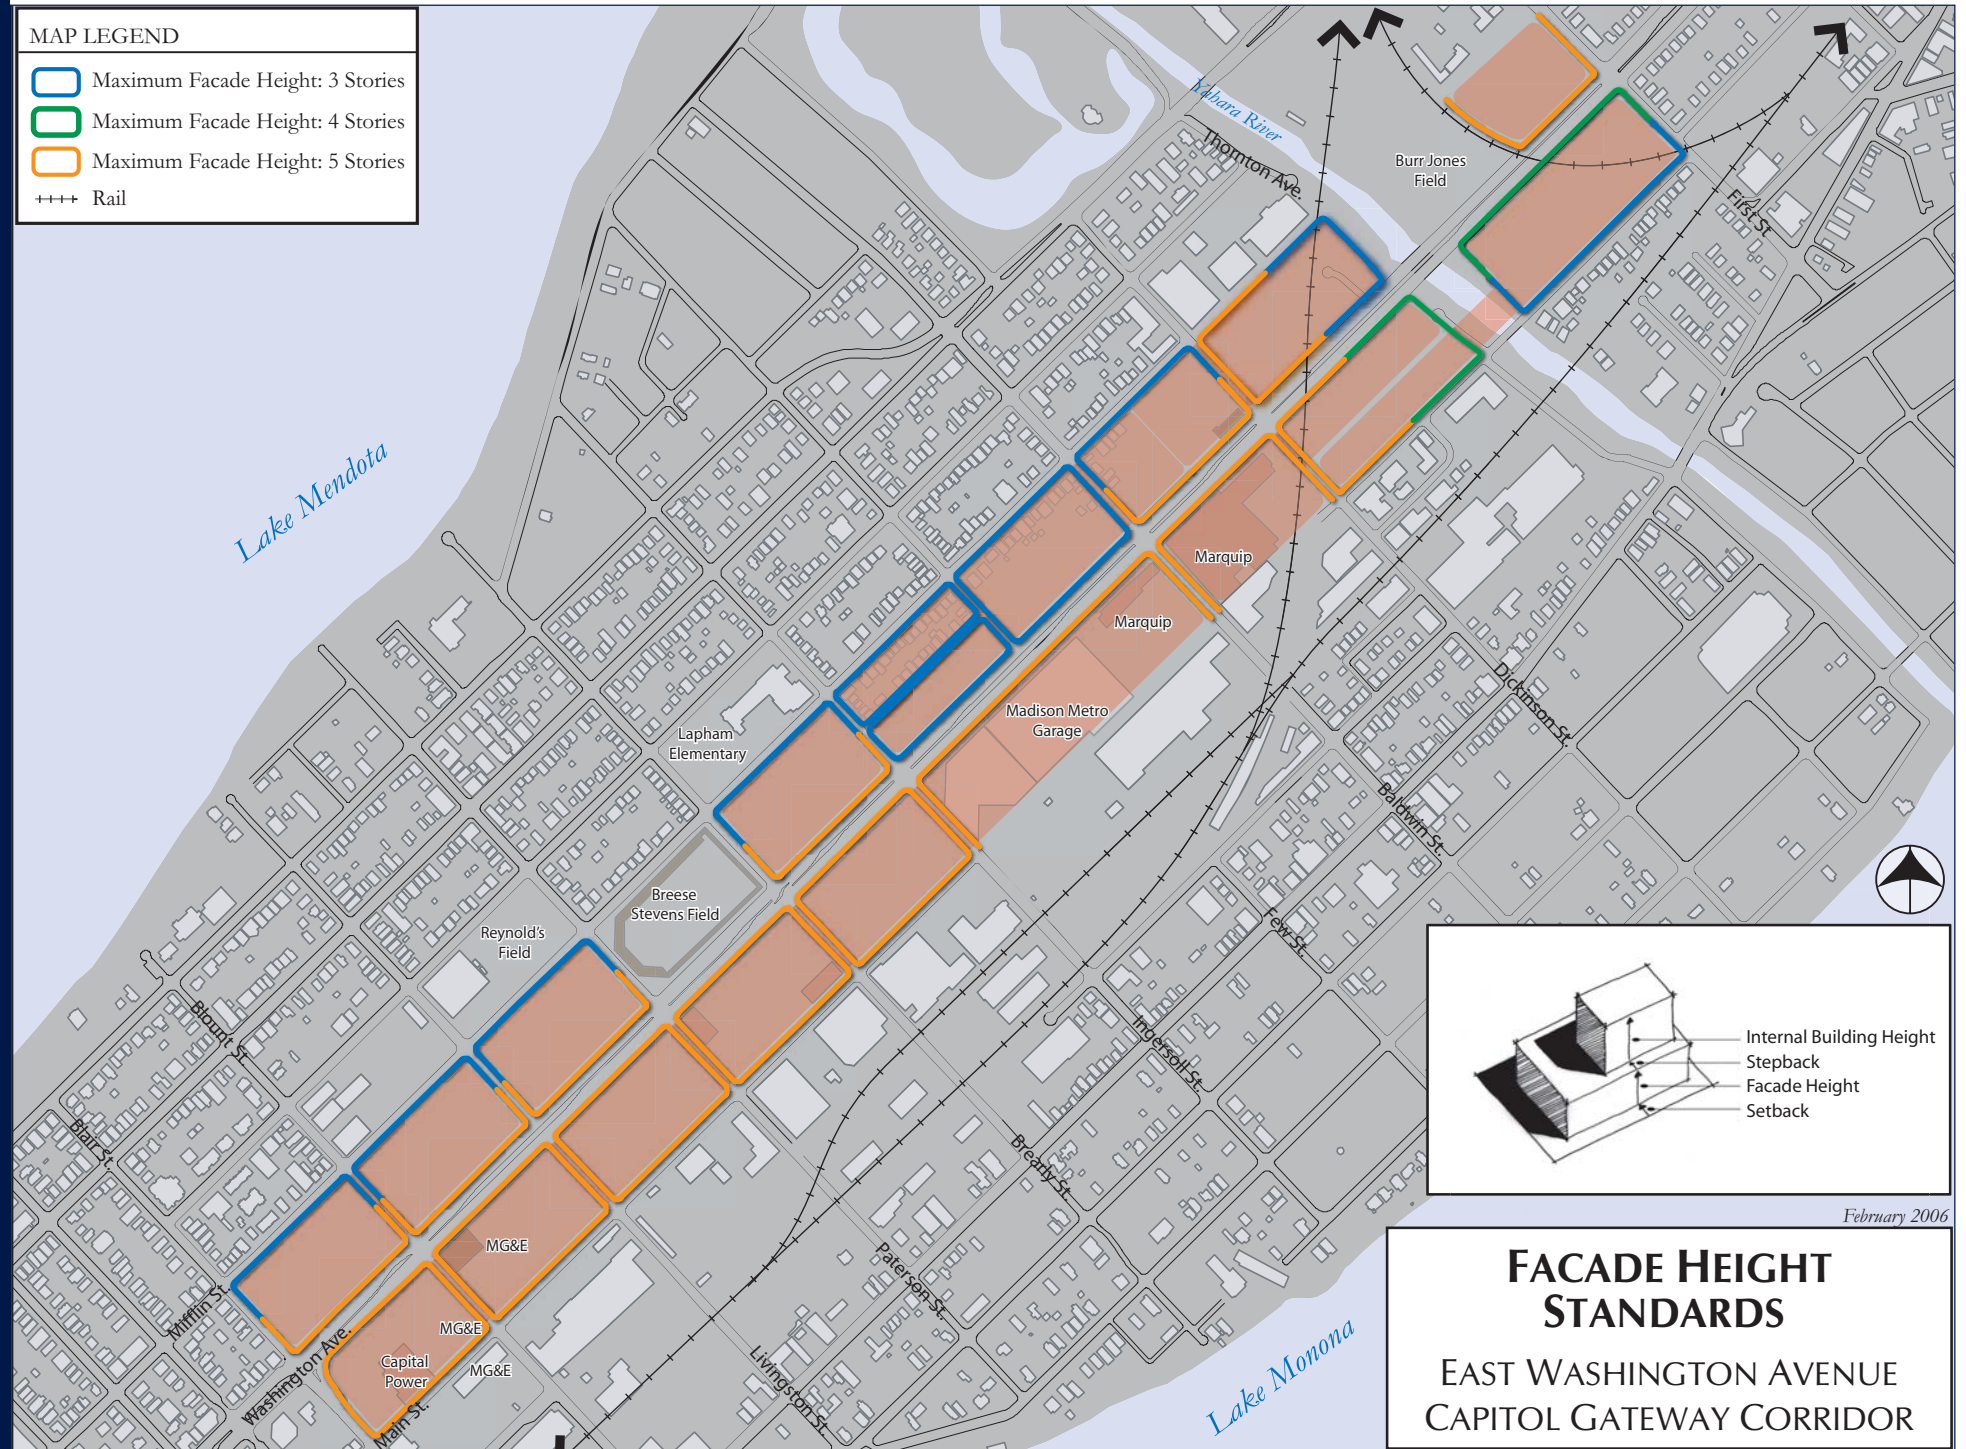 MAP LEGEND
Maximum Facade Height: 3 Stories
Maximum Facade Height: 4 Stories
Maximum Facade Height: 5 Stories
Rail
Yahara River
Thornton Ave.
Burr Jones
Field
First St
Lake Mendota
Marquip
Marquip
Madison Metro
Garage
Dickinson St.
Lapham
Elementary
Baldwin St.
Breese
Stevens Field
Reynold's
Field
Few St.
Blount St.
Ingersoll St.
Blair St.
Brearly St.
MG&E
Paterson St.
Mifflin St.
MG&E
Capital
Power
MG&E
Washington Ave.
Main St.
Livingston St.
Lake Monona
Internal Building Height
Stepback
Facade Height
Setback
February 2006
FACADE HEIGHT
STANDARDS
EAST WASHINGTON AVENUE
CAPITOL GATEWAY CORRIDOR